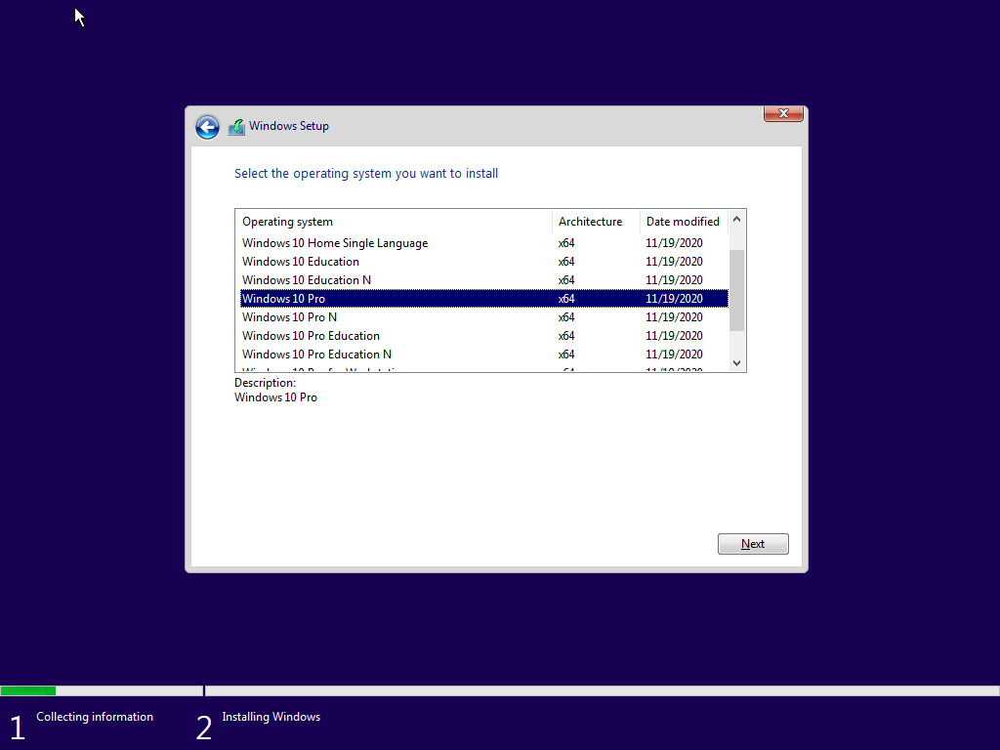 Windows Setup
Select the operating system you want to install
Operating system Architecture Date modified
Windows 10 Home Single Language x64 11/19/2020
Windows 10 Education x64 11/19/2020
Windows 10 Education N x64 11/19/2020
Windows 10 Pro x64 11/19/2020
Windows 10 Pro N x64 11/19/2020
Windows 10 Pro Education x64 11/19/2020
Windows 10 Pro Education N x64 11/19/2020
Description:
Windows 10 Pro
Next
1 Collecting information 2 Installing Windows